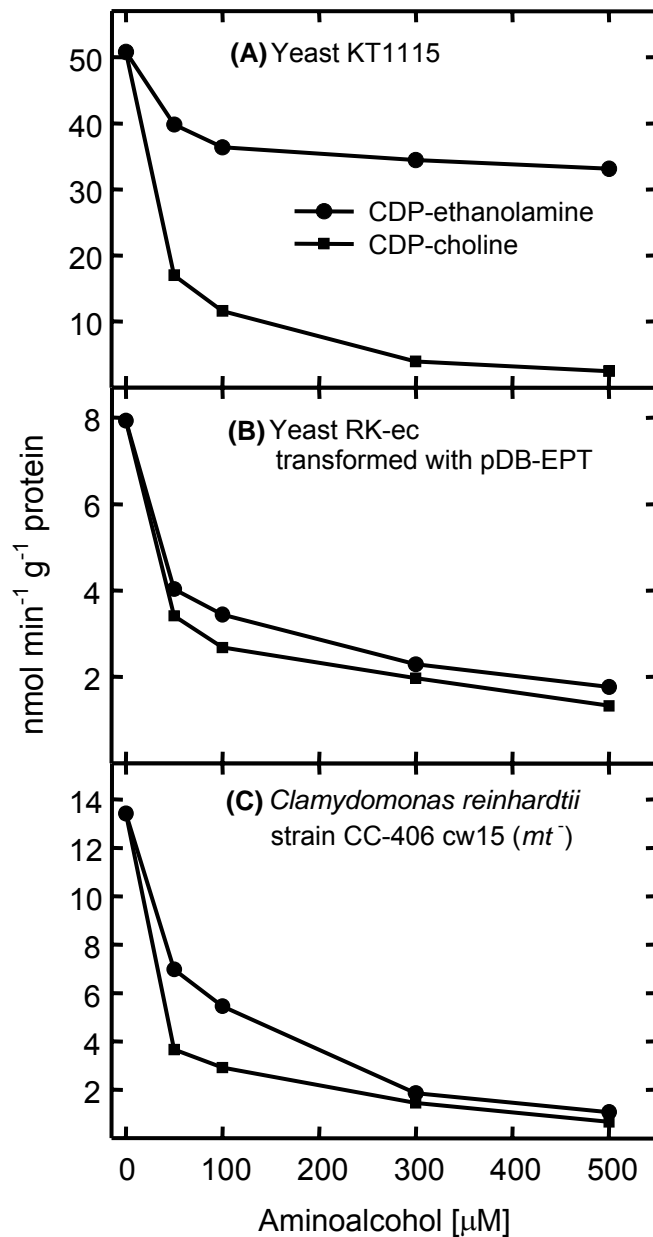 (A) Yeast KT1115
50
40
30
20
10
CDP-ethanolamine
CDP-choline
(B) Yeast RK-ec
transformed with pDB-EPT
8
6
4
2
(C) Clamydomonas reinhardtii
strain CC-406 cw15 (mt⁻)
14
12
10
8
6
4
2
nmol min⁻¹ g⁻¹ protein
0 100 200 300 400 500
Aminoalcohol [µM]